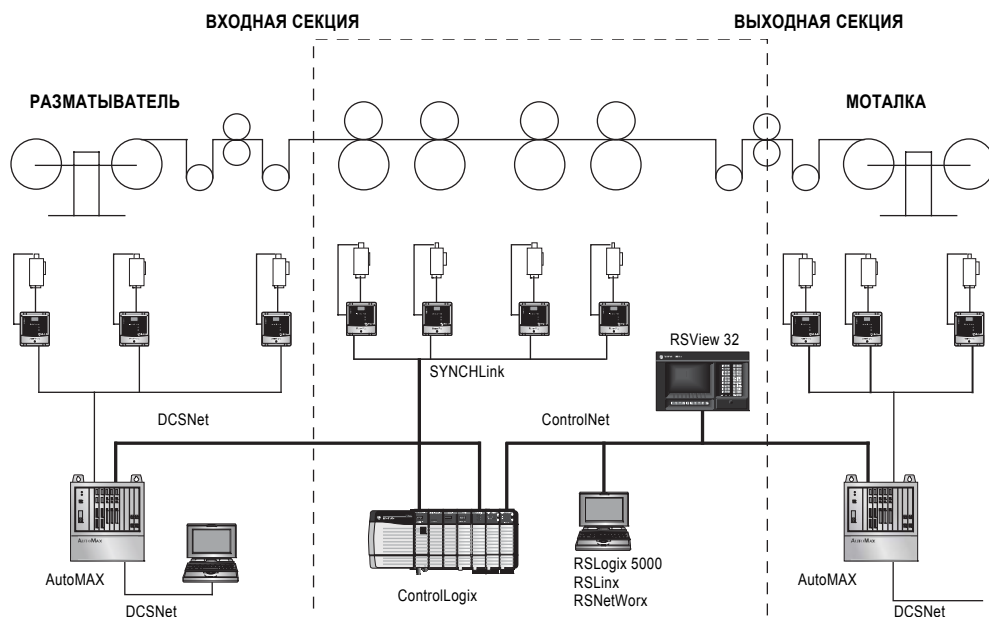 ВХОДНАЯ СЕКЦИЯ
ВЫХОДНАЯ СЕКЦИЯ
РАЗМАТЫВАТЕЛЬ
МОТАЛКА
RSView 32
SYNCHLink
DCSNet
ControlNet
AutoMAX
DCSNet
ControlLogix
RSLogix 5000
RSLinx
RSNetWorx
AutoMAX
DCSNet
AUTOMAX
AUTOMAX